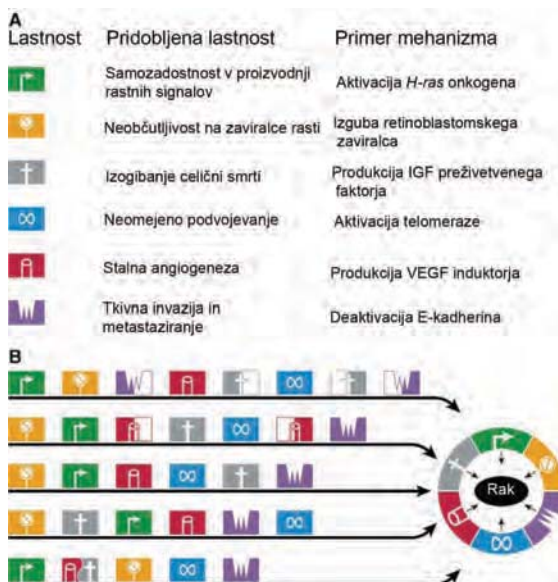 A
Lastnost Pridobljena lastnost Primer mehanizma
Samozadostnost v proizvodnji
rastnih signalov
Aktivacija H-ras onkogena
Neobčutljivost na zaviralce rasti
Izguba retinoblastomskega
zaviralca
Izogibanje celični smrti
Produkcija IGF preživetvenega
faktorja
Neomejeno podvojevanje
Aktivacija telomeraze
Stalna angiogeneza
Produkcija VEGF induktorja
Tkivna invazija in
metastaziranje
Deaktivacija E-kadherina
B
Rak